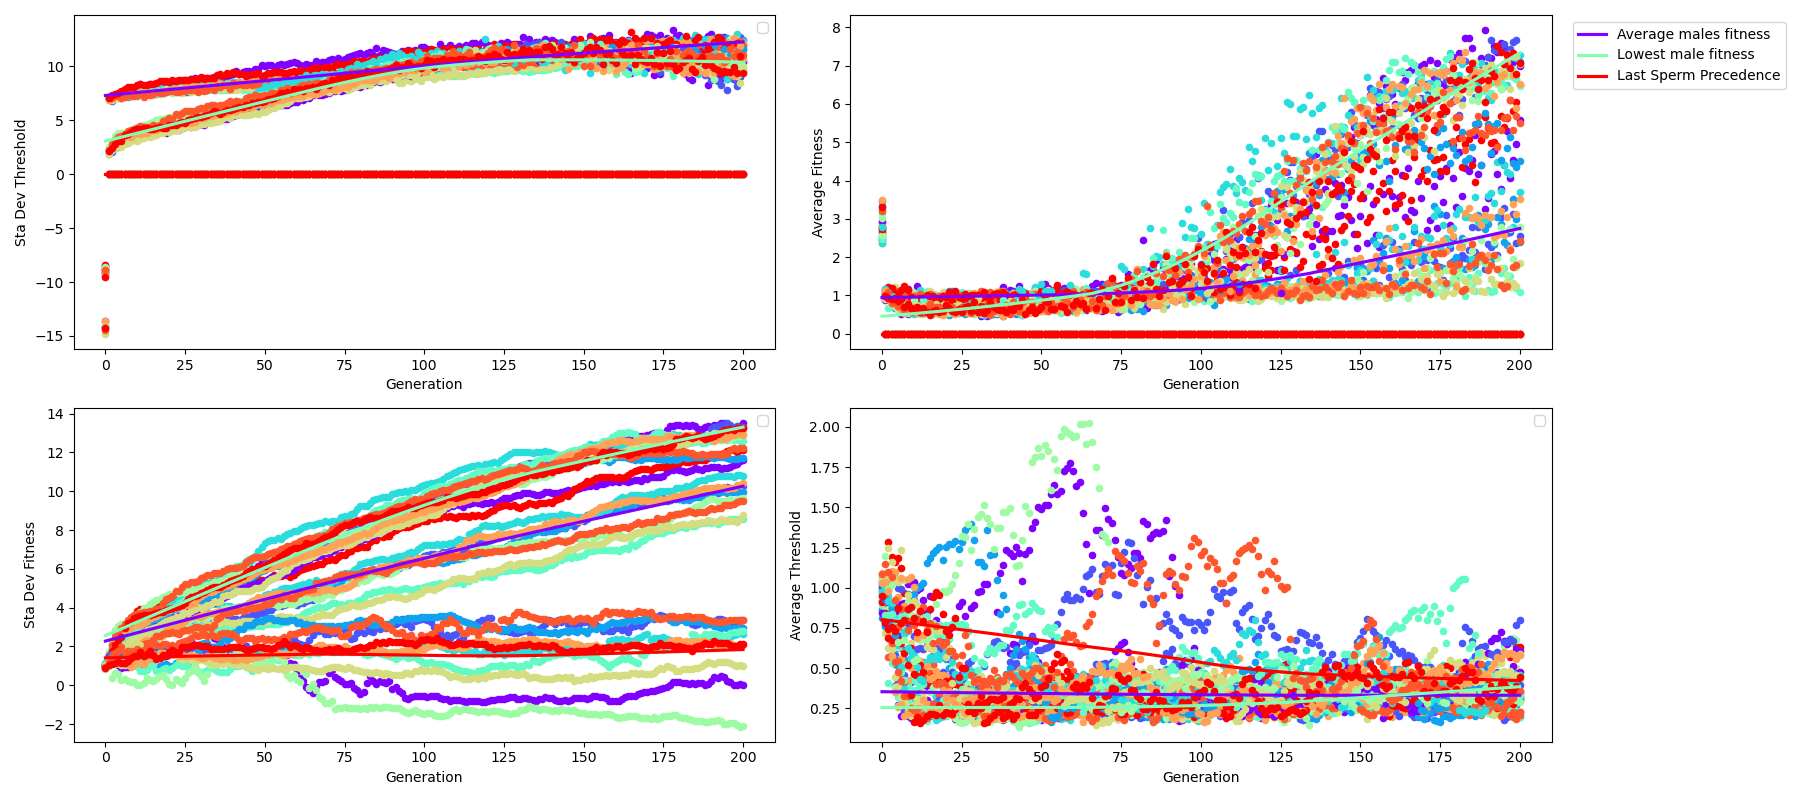 Sta Dev Threshold
10
5
0
−5
−10
−15
0 25 50 75 100 125 150 175 200
Generation
Average Fitness
8
7
6
5
4
3
2
1
0
0 25 50 75 100 125 150 175 200
Generation
Average males fitness
Lowest male fitness
Last Sperm Precedence
Sta Dev Fitness
14
12
10
8
6
4
2
0
−2
0 25 50 75 100 125 150 175 200
Generation
Average Threshold
2.00
1.75
1.50
1.25
1.00
0.75
0.50
0.25
0 25 50 75 100 125 150 175 200
Generation